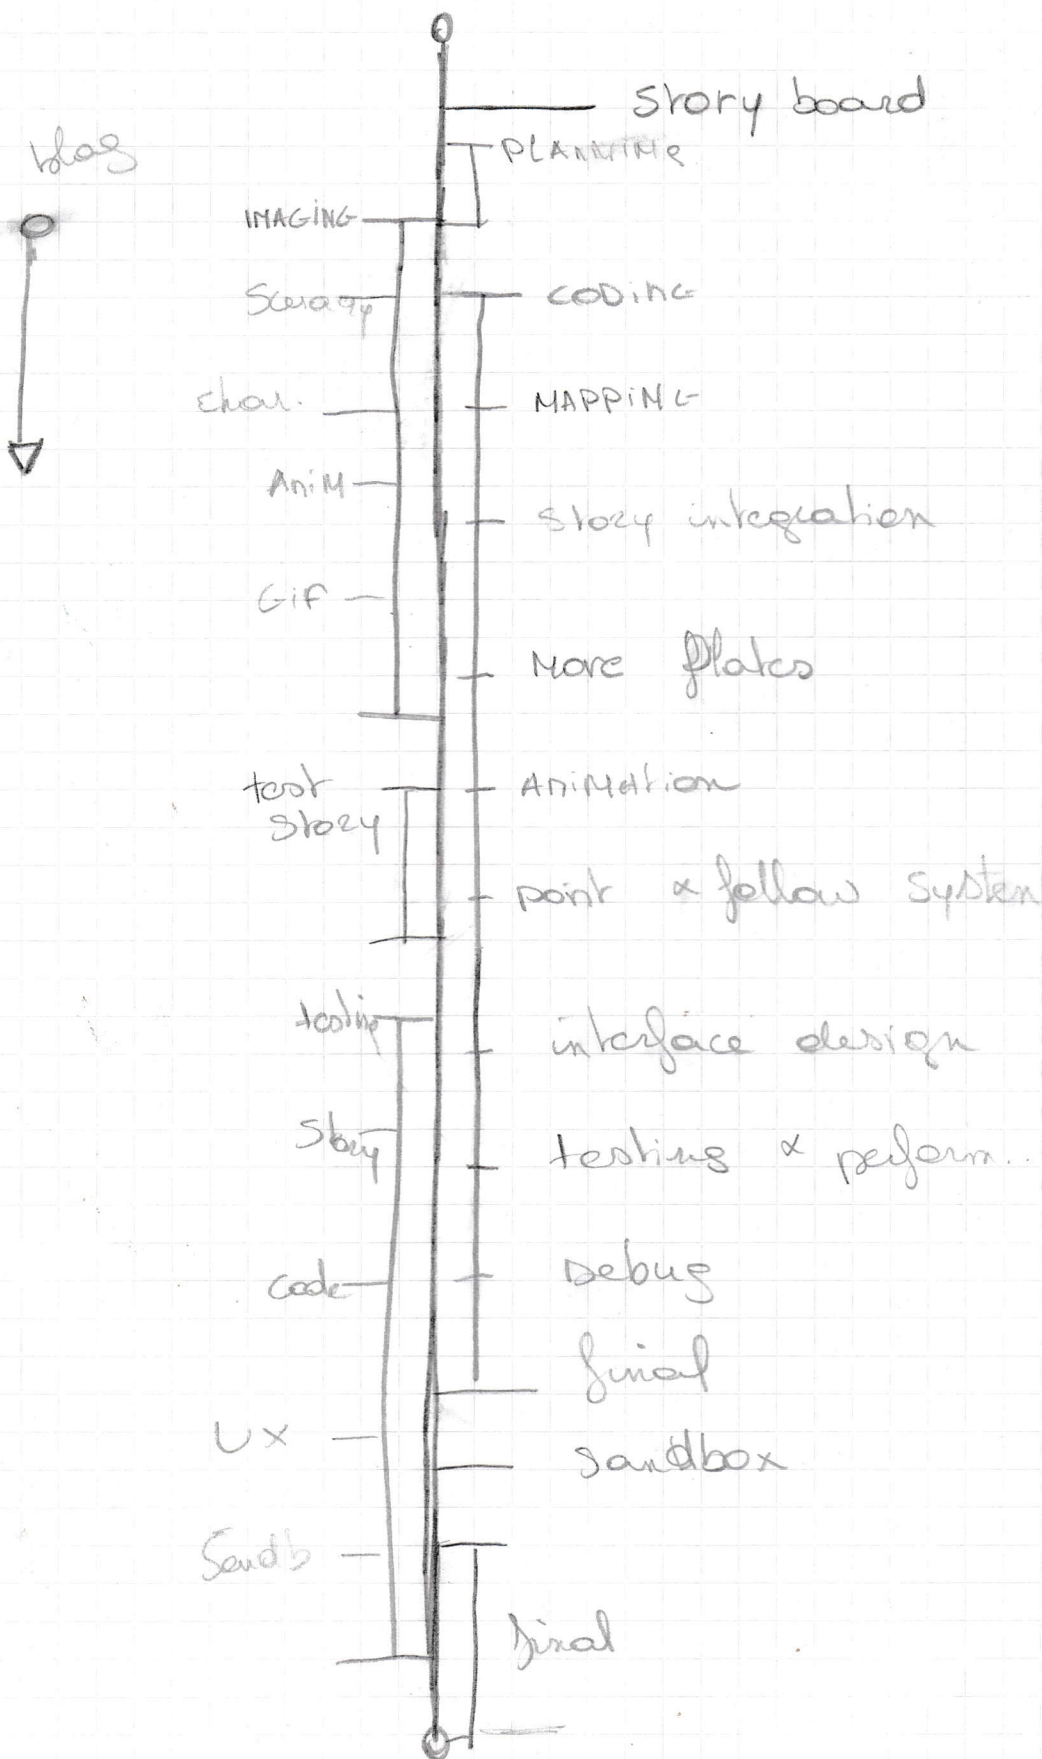 story board
PLANNING
blog
IMAGING
CODING
char.
MAPPING
ANIM
story integration
GIF
More
test
story
ANIMATION
point & follow system
testing
interface design
story
testing & perform..
code
Debug
final
UX
sandbox
Sandb
final